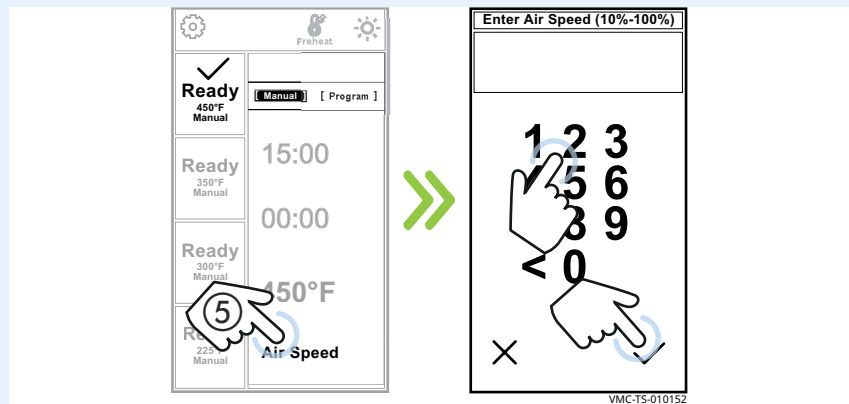 Preheat
Ready
450°F
Manual
[ Manual ] [ Program ]
Ready
350°F
Manual
15:00
00:00
Ready
300°F
Manual
450°F
5
225°F
Manual
Air Speed
Enter Air Speed (10%-100%)
1 2 3
5 6
8 9
< 0
VMC-TS-010152